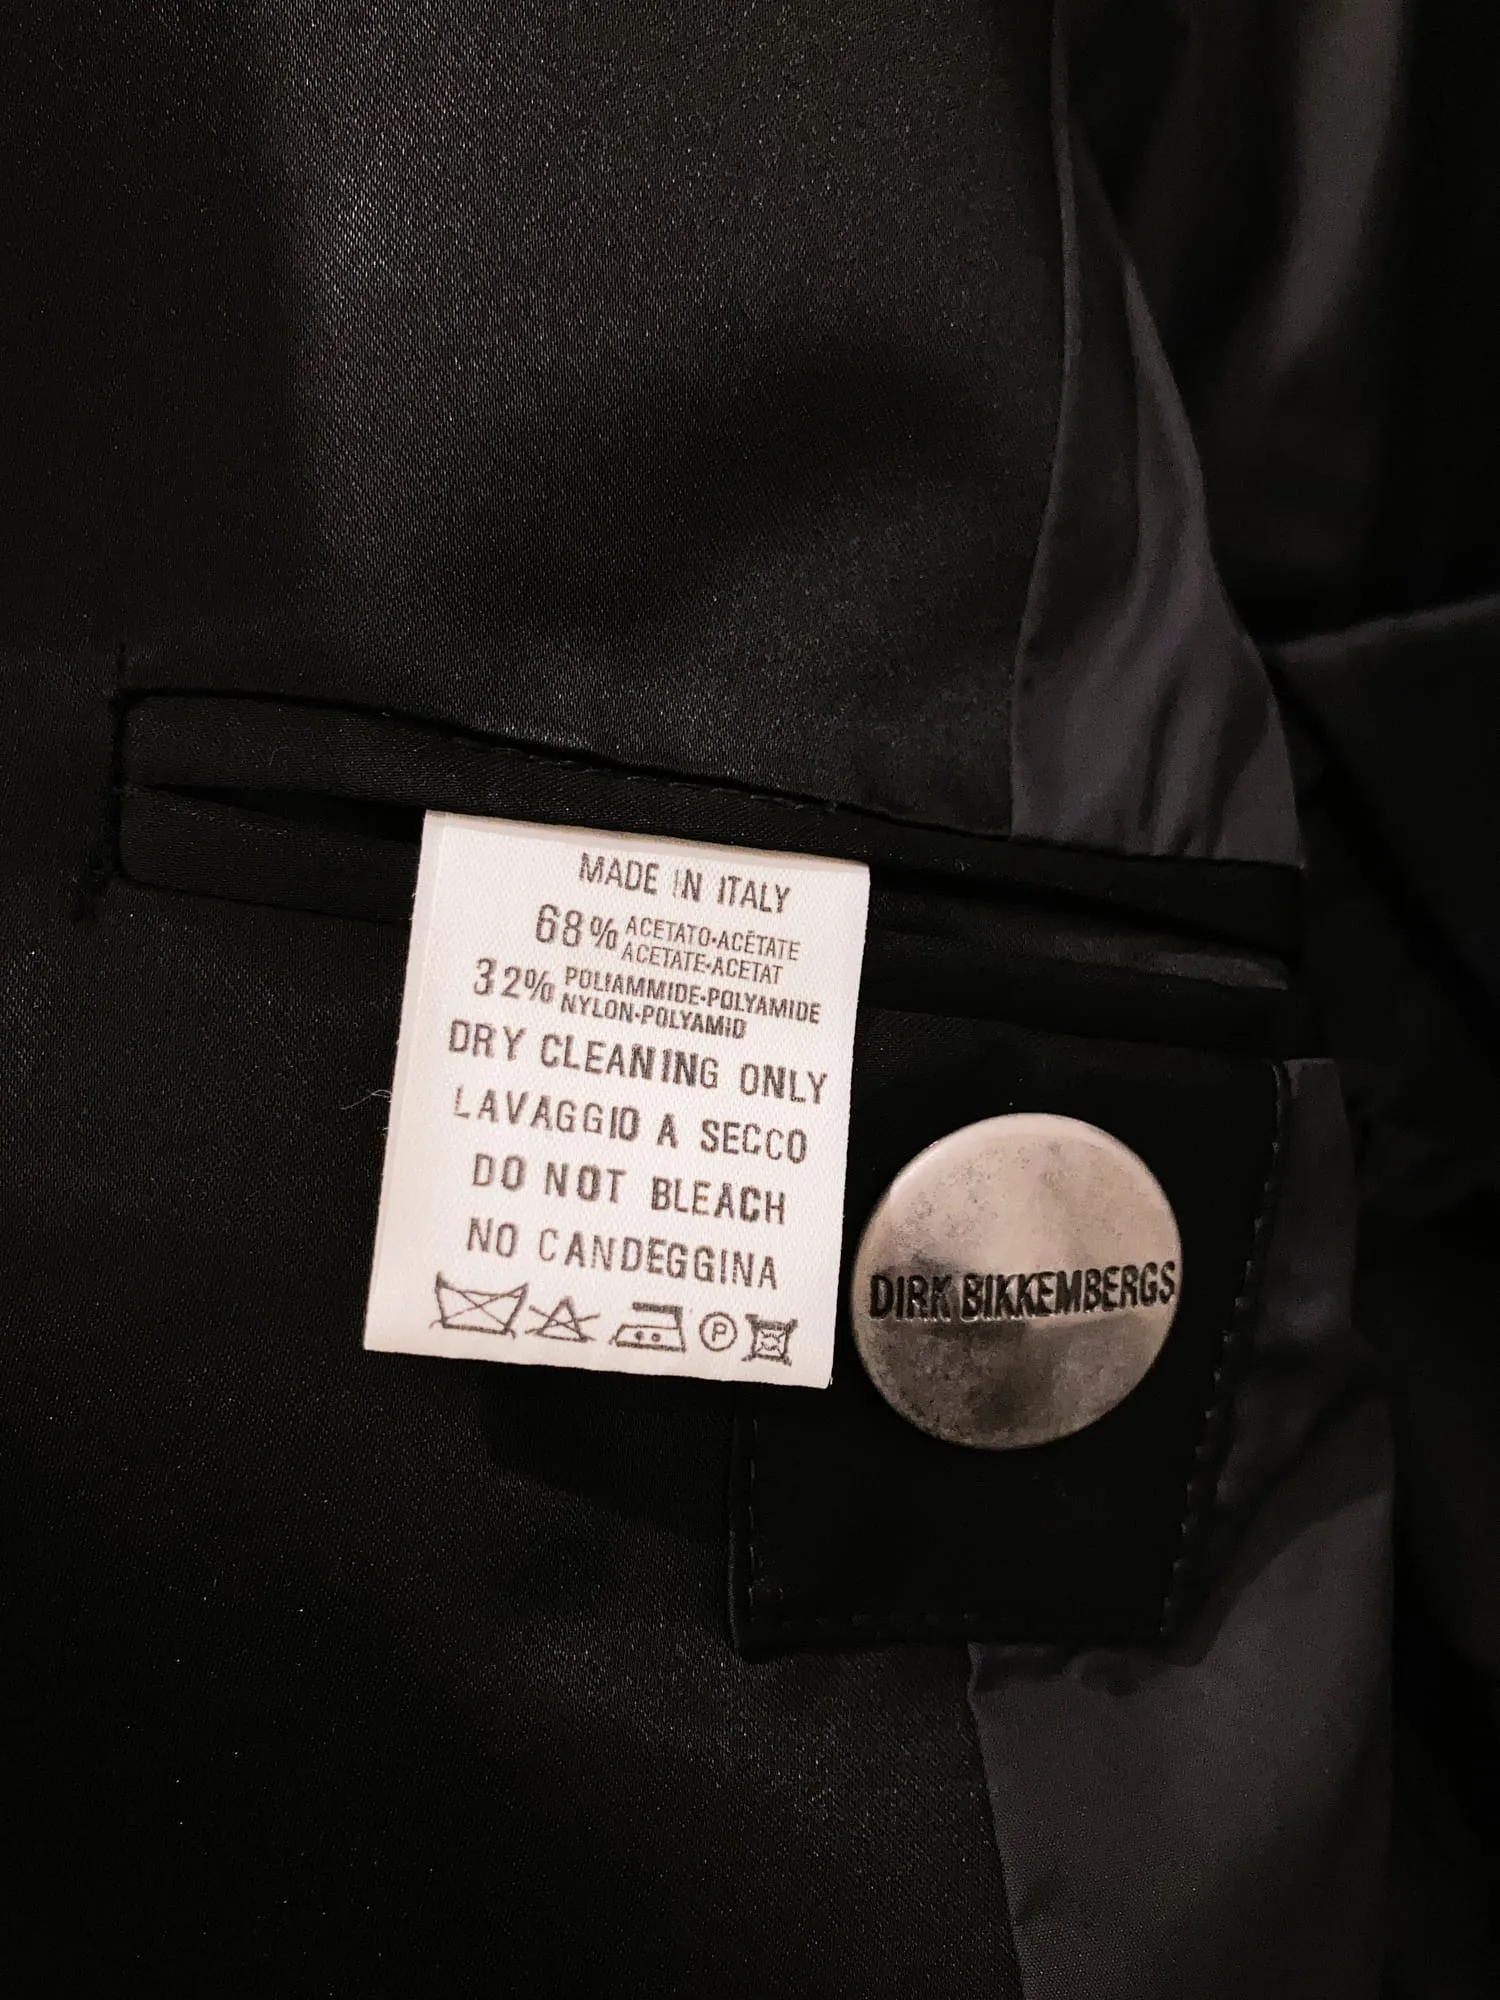 MADE IN ITALY
68% ACETATO-ACÉTATE
ACETATE-ACETAT
32% POLIAMMIDE-POLYAMIDE
NYLON-POLYAMID
DRY CLEANING ONLY
LAVAGGIO A SECCO
DO NOT BLEACH
NO CANDEGGINA
P
DIRK BIKKEMBERGS